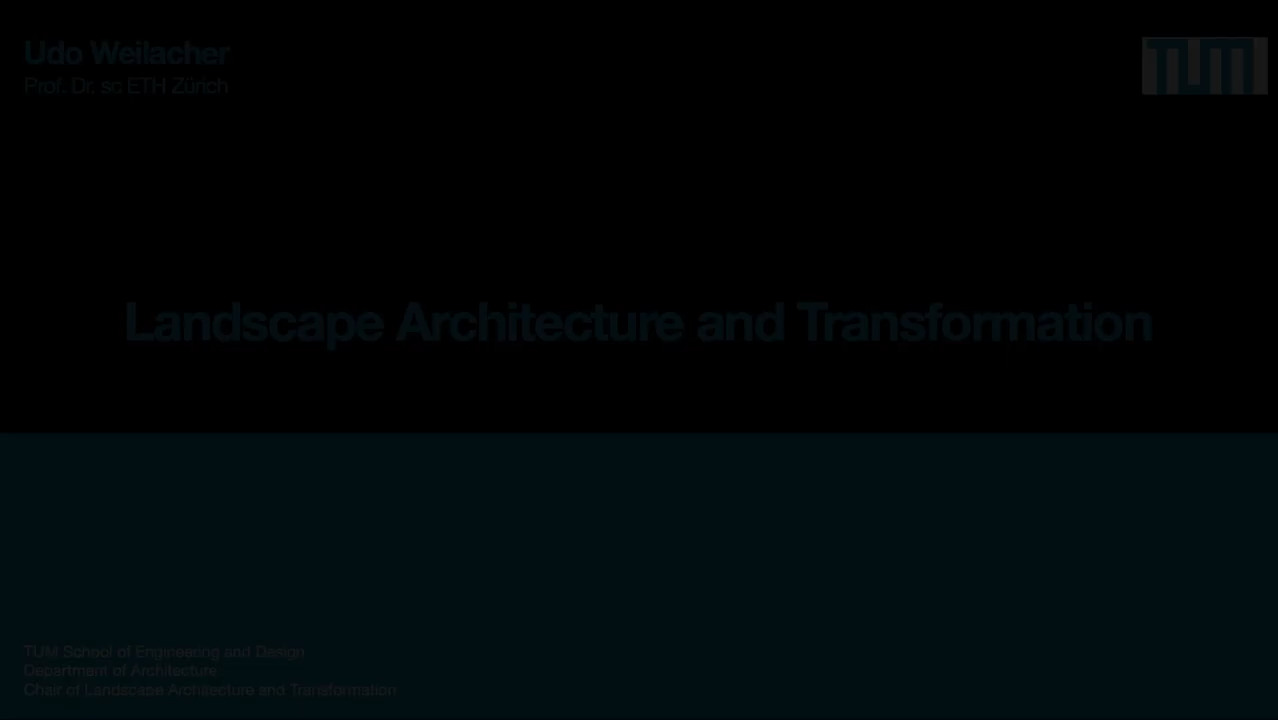 Udo Weilacher
Prof. Dr. sc ETH Zürich
TUM
Landscape Architecture and Transformation
TUM School of Engineering and Design
Department of Architecture
Chair of Landscape Architecture and Transformation